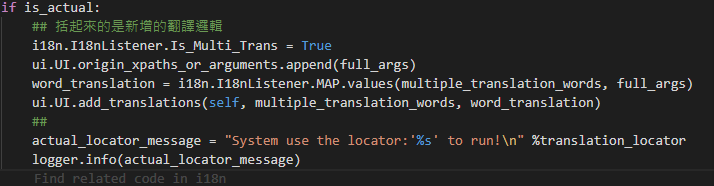 if is_actual:
## 括起來的是新增的翻譯邏輯
i18n.I18nListener.Is_Multi_Trans = True
ui.UI.origin_xpaths_or_arguments.append(full_args)
word_translation = i18n.I18nListener.MAP.values(multiple_translation_words, full_args)
ui.UI.add_translations(self, multiple_translation_words, word_translation)
##
actual_locator_message = "System use the locator:'%s' to run!\n" %translation_locator
logger.info(actual_locator_message)
Find related code in i18n